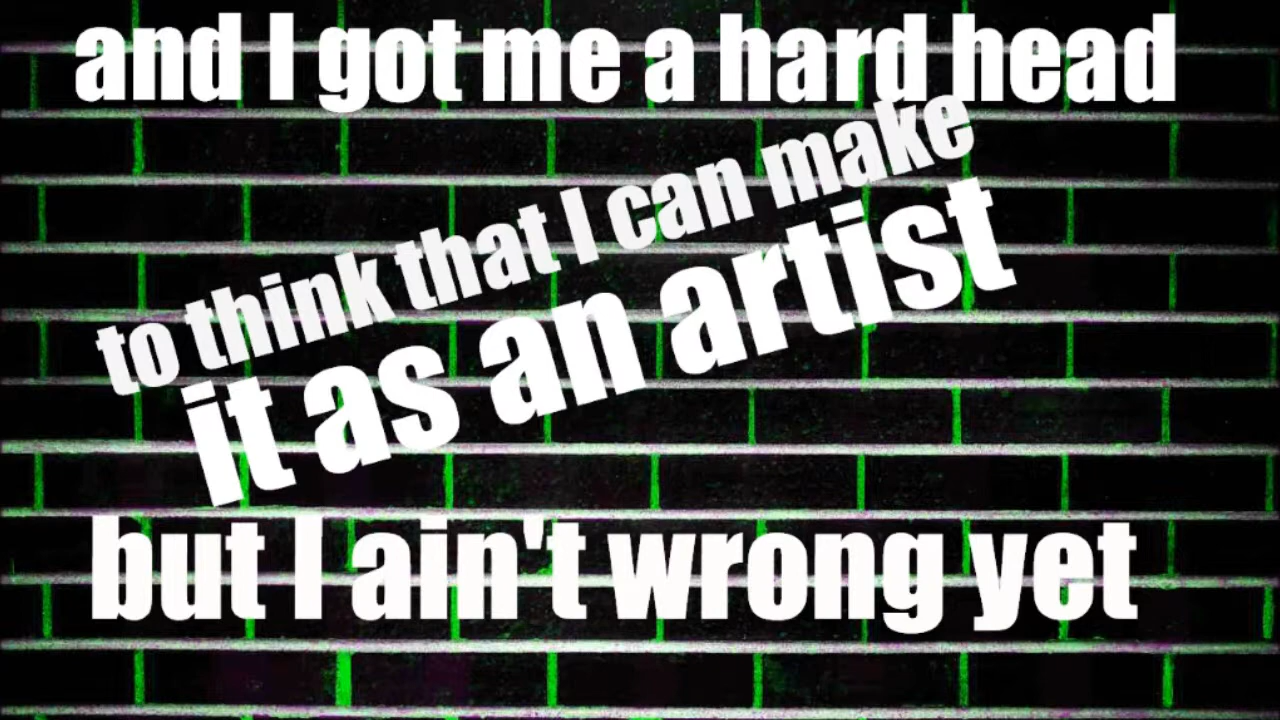 and I got me a hard head
to think that I can make
it as an artist
but I ain't wrong yet